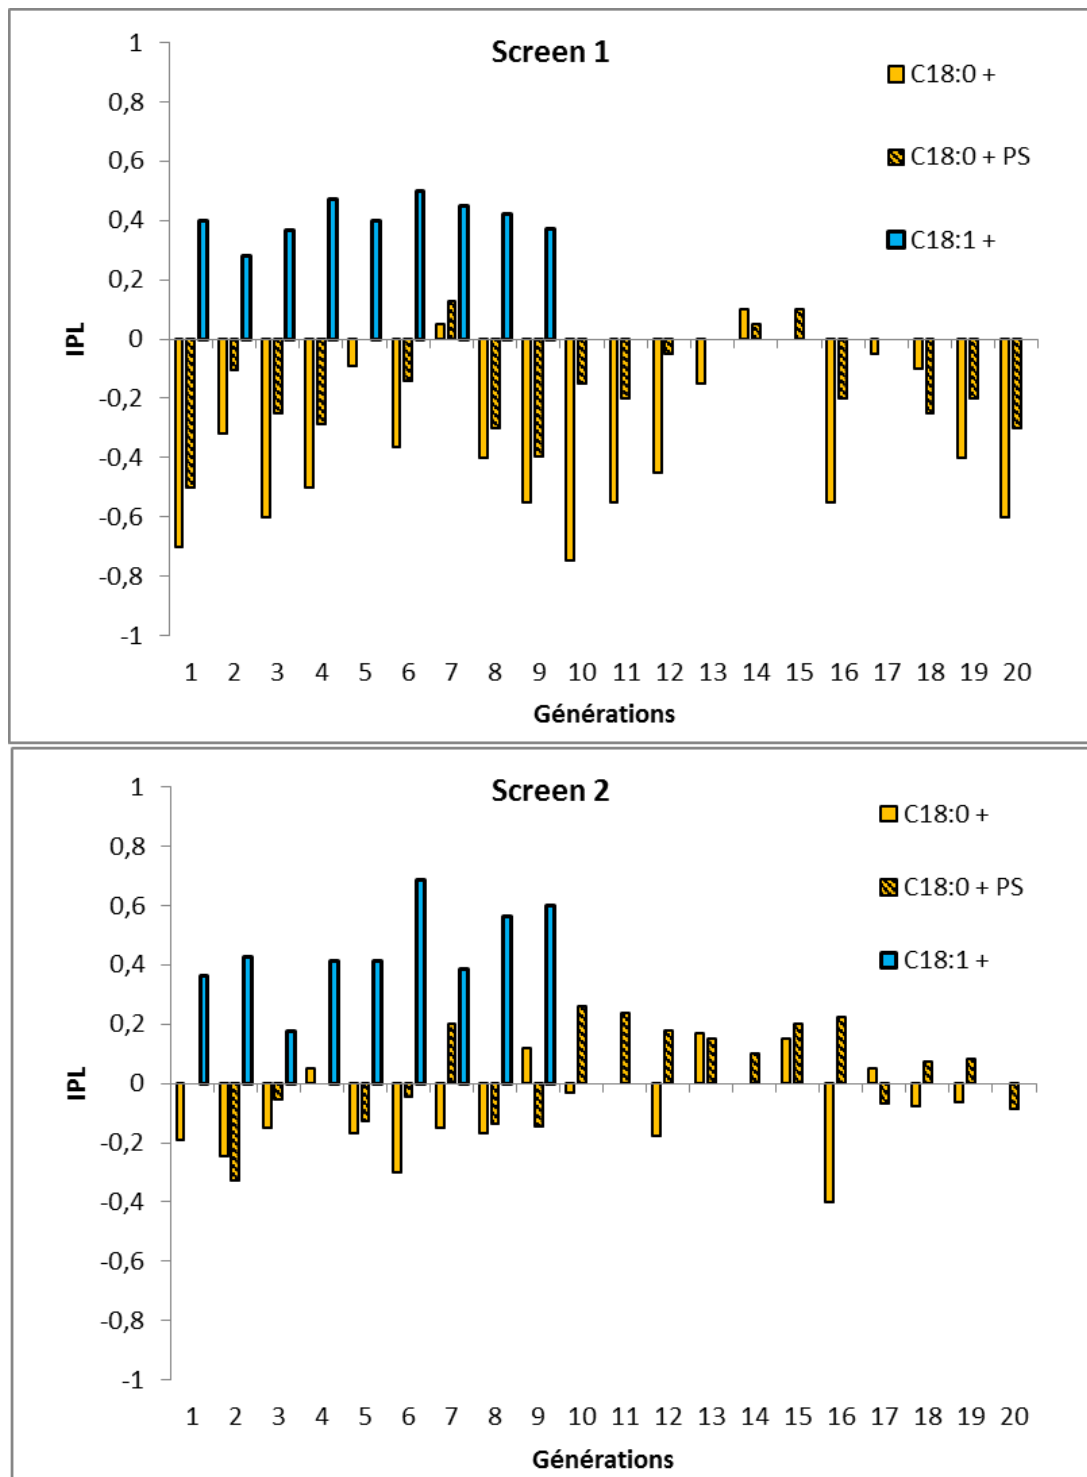 Screen 1
C18:0 +
C18:0 + PS
C18:1 +
1
0,8
0,6
0,4
0,2
0
-0,2
-0,4
-0,6
-0,8
-1
IPL
1 2 3 4 5 6 7 8 9 10 11 12 13 14 15 16 17 18 19 20
Générations
Screen 2
C18:0 +
C18:0 + PS
C18:1 +
1
0,8
0,6
0,4
0,2
0
-0,2
-0,4
-0,6
-0,8
-1
IPL
1 2 3 4 5 6 7 8 9 10 11 12 13 14 15 16 17 18 19 20
Générations